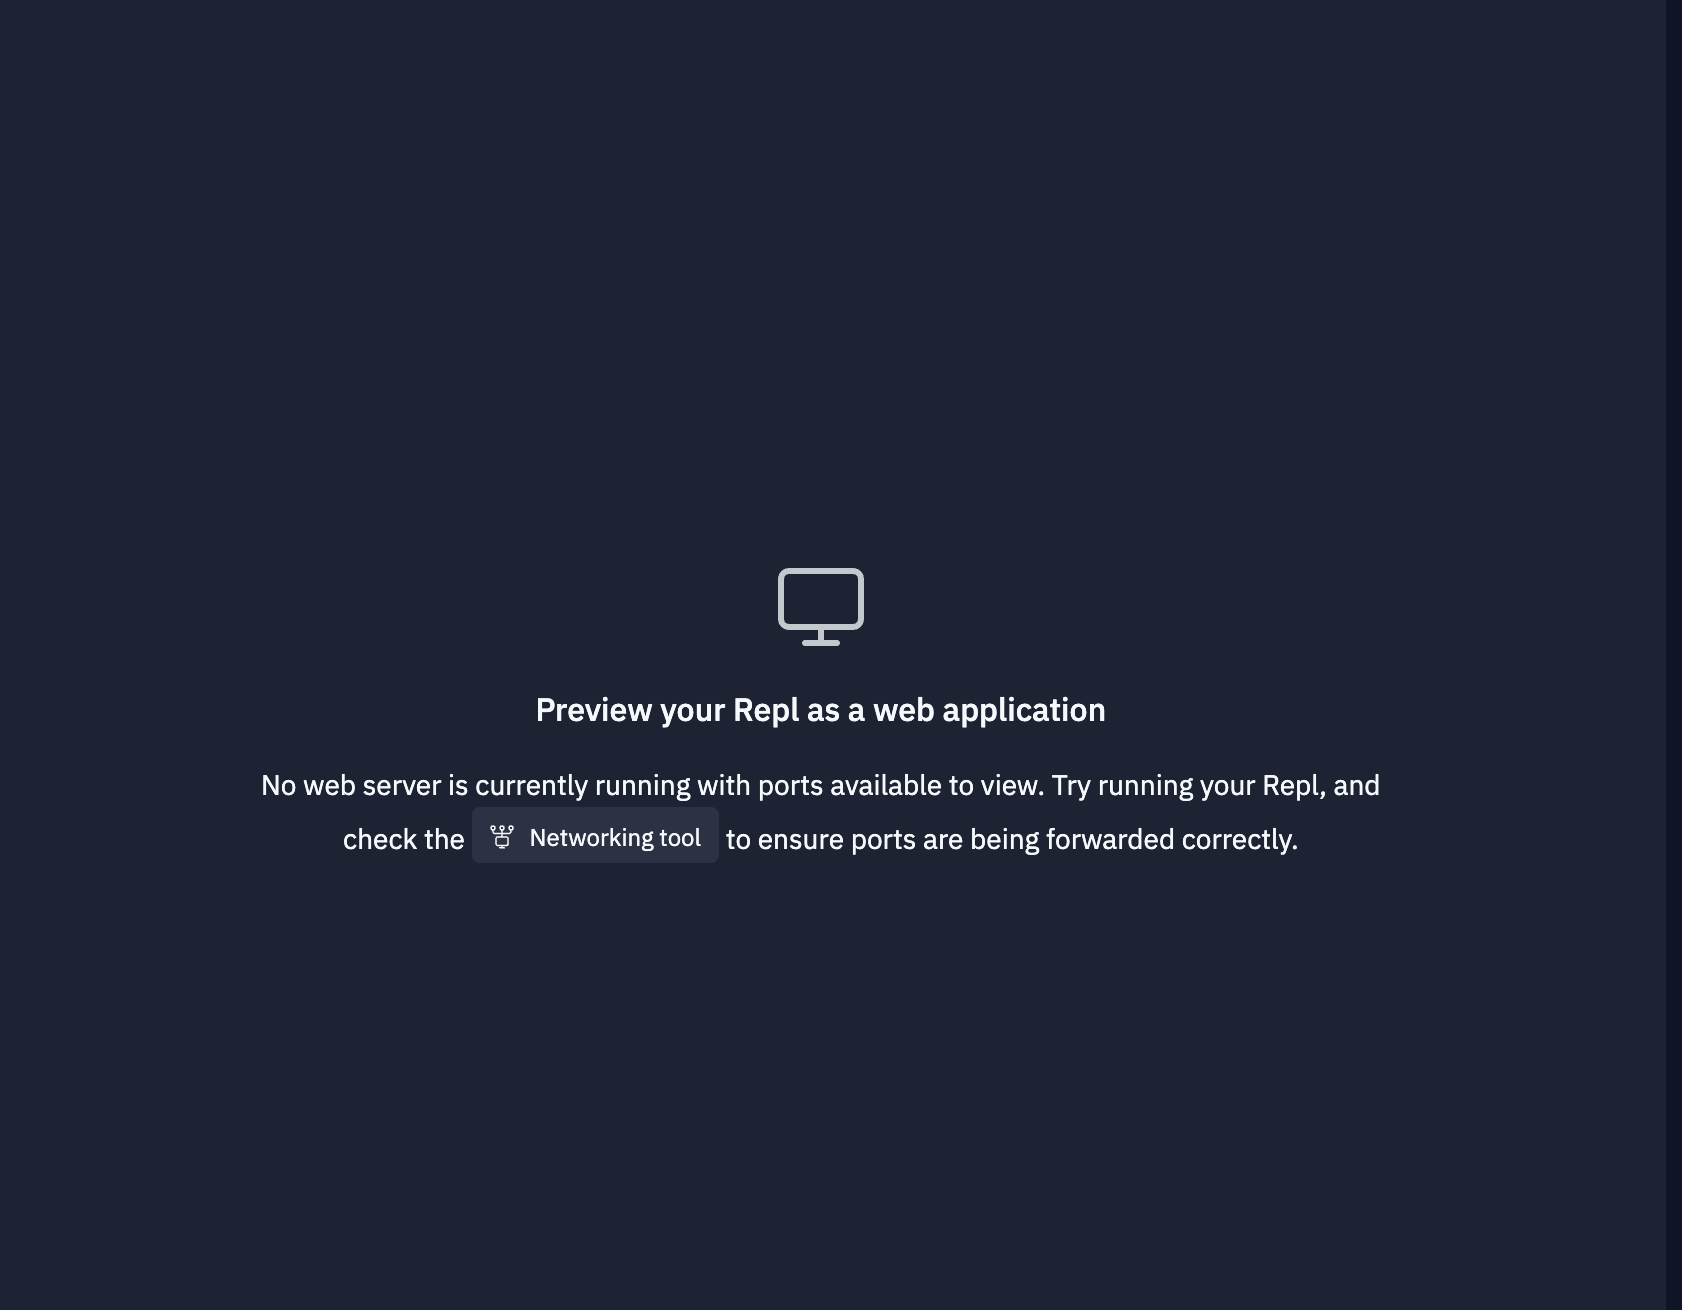 Preview your Repl as a web application
No web server is currently running with ports available to view. Try running your Repl, and
check the Networking tool to ensure ports are being forwarded correctly.